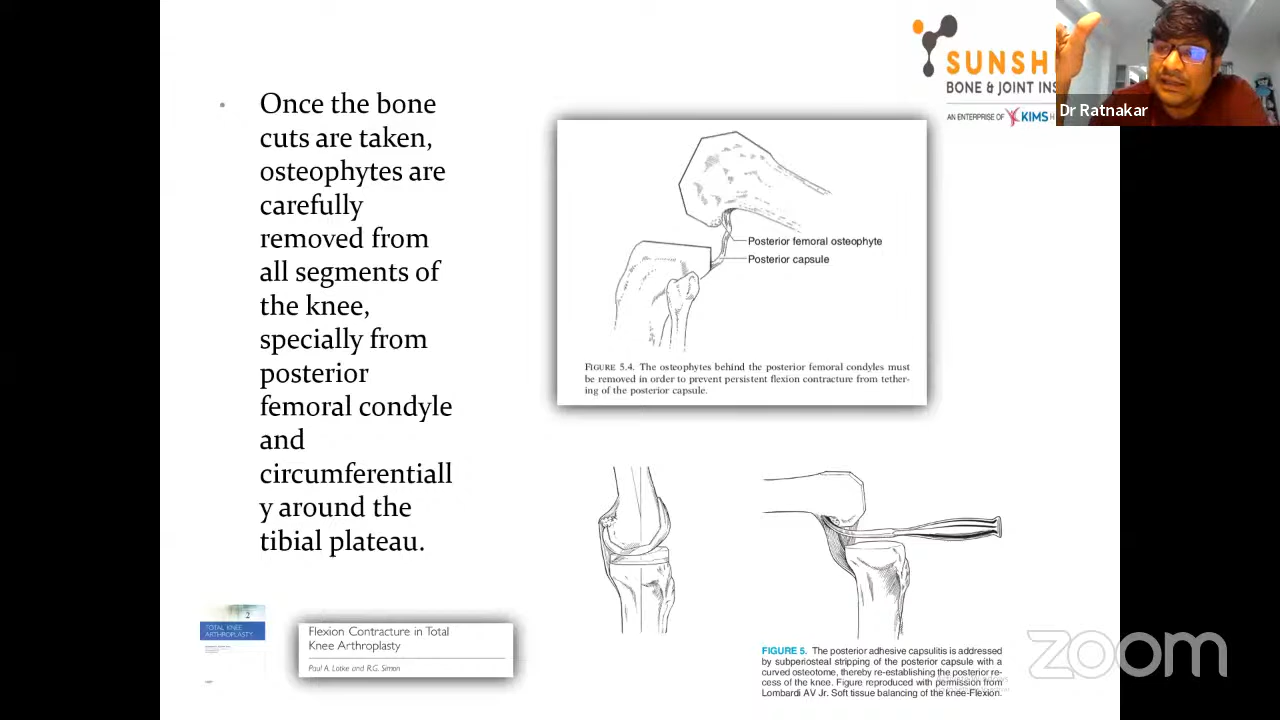 SUNSH
BONE & JOINT INS
AN ENTERPRISE OF KIMS H
Dr Ratnakar
• Once the bone
cuts are taken,
osteophytes are
carefully
removed from
all segments of
the knee,
specially from
posterior
femoral condyle
and
circumferentiall
y around the
tibial plateau.
Posterior femoral osteophyte
Posterior capsule
FIGURE 5.4. The osteophytes behind the posterior femoral condyles must
be removed in order to prevent persistent flexion contracture from tether-
ing of the posterior capsule.
2
TOTAL KNEE
ARTHROPLASTY
Flexion Contracture in Total
Knee Arthroplasty
Paul A. Lotke and R.G. Simon
FIGURE 5. The posterior adhesive capsulitis is addressed
by subperiosteal stripping of the posterior capsule with a
curved osteotome, thereby re-establishing the posterior re-
cess of the knee. Figure reproduced with permission from
Lombardi AV Jr. Soft tissue balancing of the knee-Flexion.
zoom